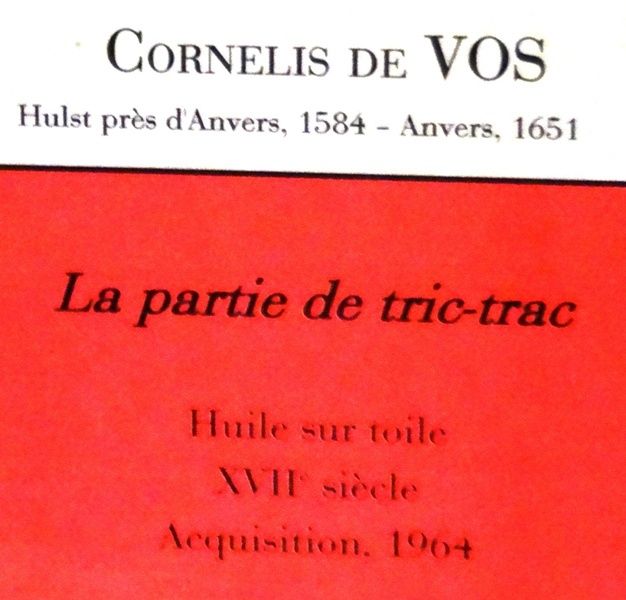 CORNELIS DE VOS
Hulst près d'Anvers, 1584 - Anvers, 1651
La partie de tric-trac
Huile sur toile
XVIIe siècle
Acquisition, 1964